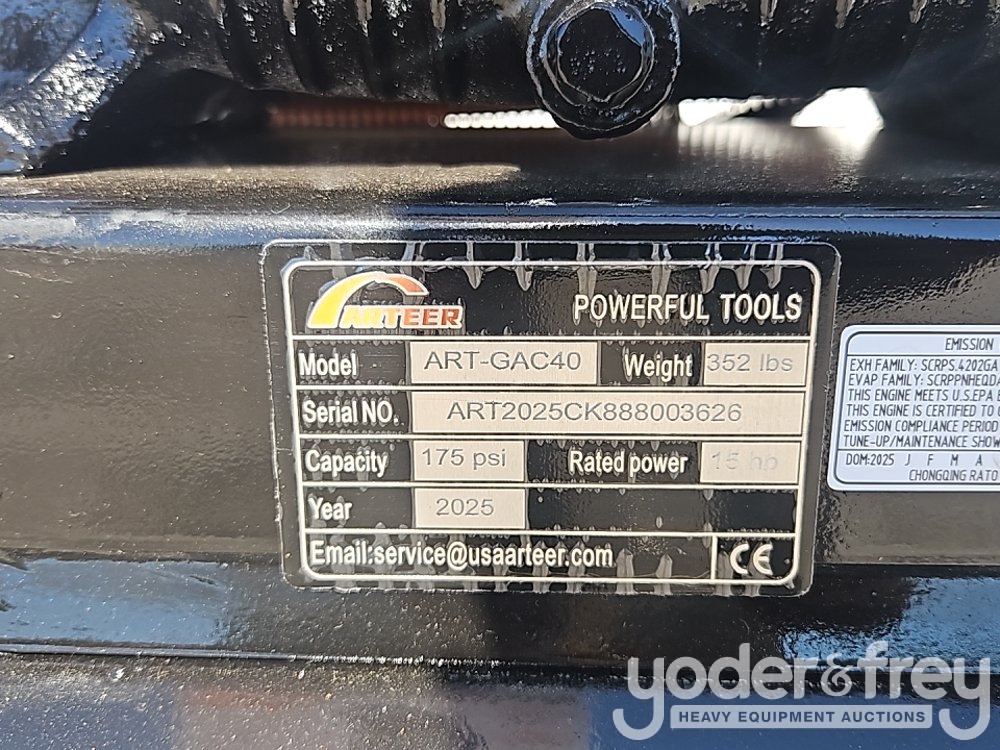 ARTEER POWERFUL TOOLS
Model ART-GAC40 Weight 352 lbs
Serial NO. ART2025CK888003626
Capacity 175 psi Rated power 15 hp
Year 2025
Email:service@usaarteer.com CE
EMISSION
EXH FAMILY: SCRPS.4202GA
EVAP FAMILY: SCRPPNHEQDA
THIS ENGINE MEETS U.S.EPA
THIS ENGINE IS CERTIFIED TO
EMISSION COMPLIANCE PERIOD
TUNE-UP/MAINTENANCE SHOW
DOM:2025 J F M A
CHONGQING RATO
yoder&frey
HEAVY EQUIPMENT AUCTIONS